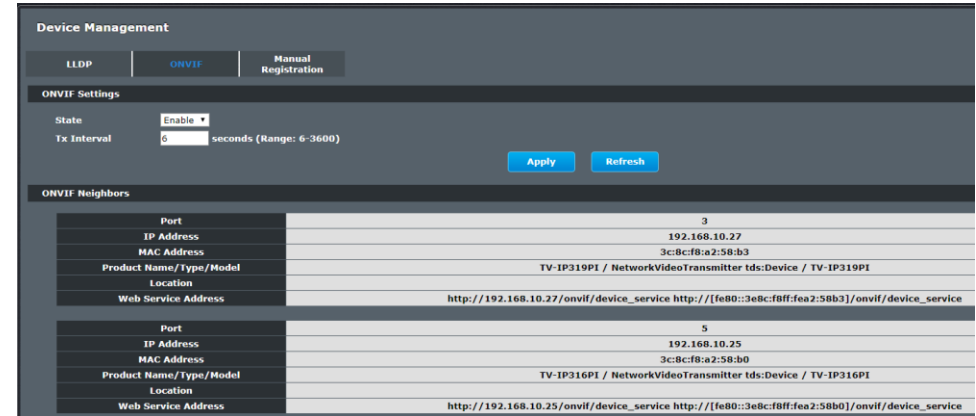 Device Management
LLDP
ONVIF
Manual
Registration
ONVIF Settings
State Enable
Tx Interval 6 seconds (Range: 6-3600)
Apply Refresh
ONVIF Neighbors
Port 3
IP Address 192.168.10.27
MAC Address 3c:8c:f8:a2:58:b3
Product Name/Type/Model TV-IP319PI / NetworkVideoTransmitter tds:Device / TV-IP319PI
Location
Web Service Address http://192.168.10.27/onvif/device_service http://[fe80::3e8c:f8ff:fea2:58b3]/onvif/device_service
Port 5
IP Address 192.168.10.25
MAC Address 3c:8c:f8:a2:58:b0
Product Name/Type/Model TV-IP316PI / NetworkVideoTransmitter tds:Device / TV-IP316PI
Location
Web Service Address http://192.168.10.25/onvif/device_service http://[fe80::3e8c:f8ff:fea2:58b0]/onvif/device_service